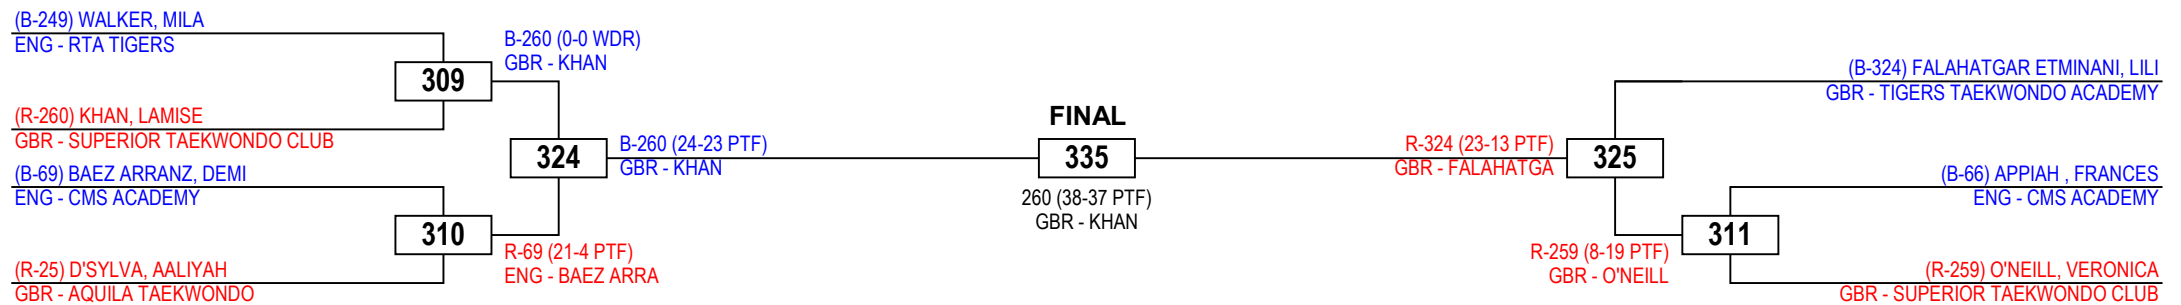 (B-249) WALKER, MILA
ENG - RTA TIGERS
(R-260) KHAN, LAMISE
GBR - SUPERIOR TAEKWONDO CLUB
(B-69) BAEZ ARRANZ, DEMI
ENG - CMS ACADEMY
(R-25) D'SYLVA, AALIYAH
GBR - AQUILA TAEKWONDO
309
310
B-260 (0-0 WDR)
GBR - KHAN
R-69 (21-4 PTF)
ENG - BAEZ ARRA
324
B-260 (24-23 PTF)
GBR - KHAN
FINAL
335
260 (38-37 PTF)
GBR - KHAN
R-324 (23-13 PTF)
GBR - FALAHATGA
325
R-259 (8-19 PTF)
GBR - O'NEILL
311
(B-324) FALAHATGAR ETMINANI, LILI
GBR - TIGERS TAEKWONDO ACADEMY
(B-66) APPIAH , FRANCES
ENG - CMS ACADEMY
(R-259) O'NEILL, VERONICA
GBR - SUPERIOR TAEKWONDO CLUB